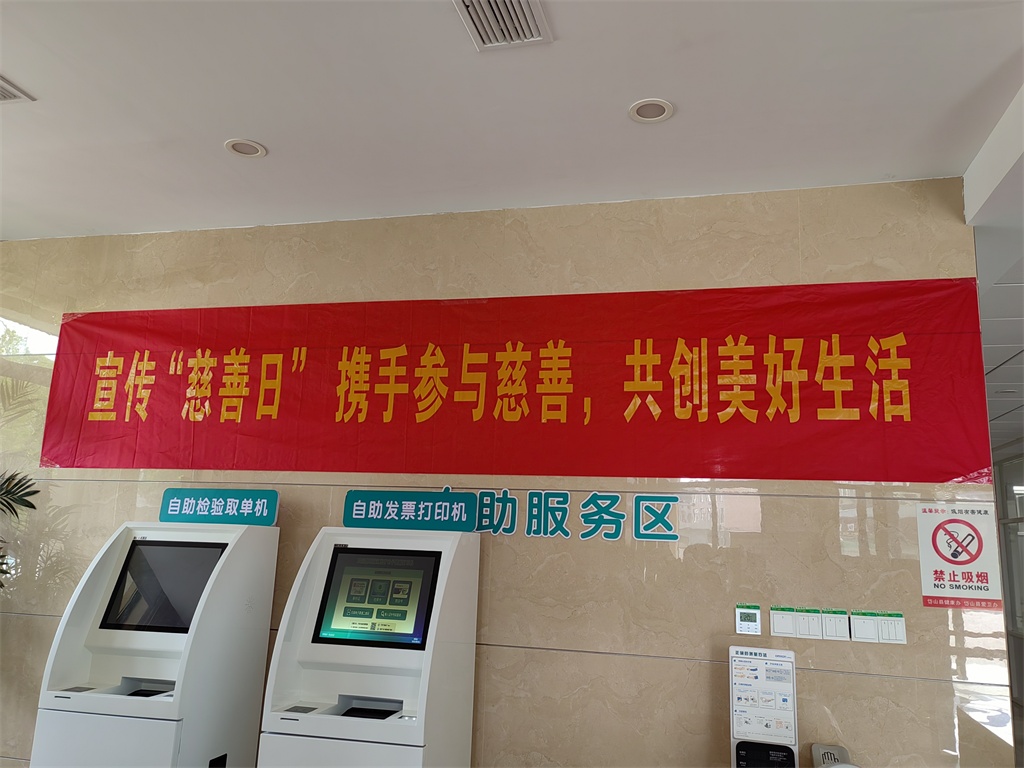 宣传“慈善日” 携手参与慈善，共创美好生活
自助检验取单机
自助发票打印机
助服务区
禁止吸烟
NO SMOKING